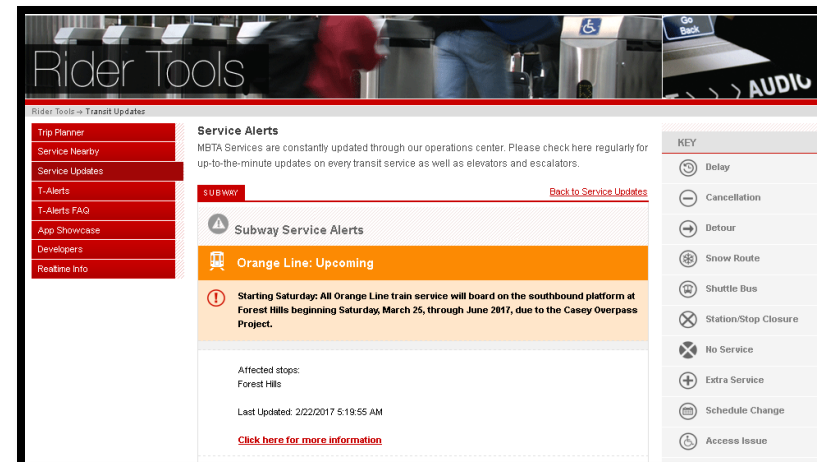 Rider Tools
Go
Back
> > > AUDIO
Rider Tools → Transit Updates
Trip Planner
Service Nearby
Service Updates
T-Alerts
T-Alerts FAQ
App Showcase
Developers
Realtime Info
Service Alerts
MBTA Services are constantly updated through our operations center. Please check here regularly for
up-to-the-minute updates on every transit service as well as elevators and escalators.
SUBWAY
Back to Service Updates
Subway Service Alerts
Orange Line: Upcoming
Starting Saturday: All Orange Line train service will board on the southbound platform at
Forest Hills beginning Saturday, March 25, through June 2017, due to the Casey Overpass
Project.
Affected stops:
Forest Hills
Last Updated: 2/22/2017 5:19:55 AM
Click here for more information
KEY
Delay
Cancellation
Detour
Snow Route
Shuttle Bus
Station/Stop Closure
No Service
Extra Service
Schedule Change
Access Issue